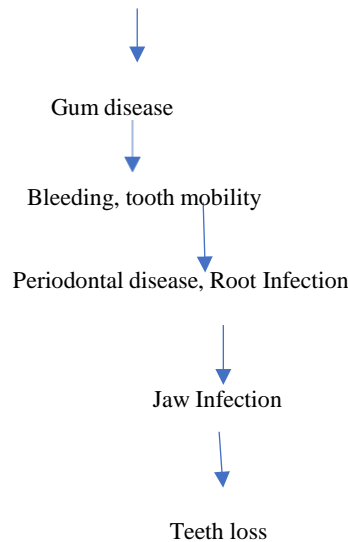 Gum disease
Bleeding, tooth mobility
Periodontal disease, Root Infection
Jaw Infection
Teeth loss